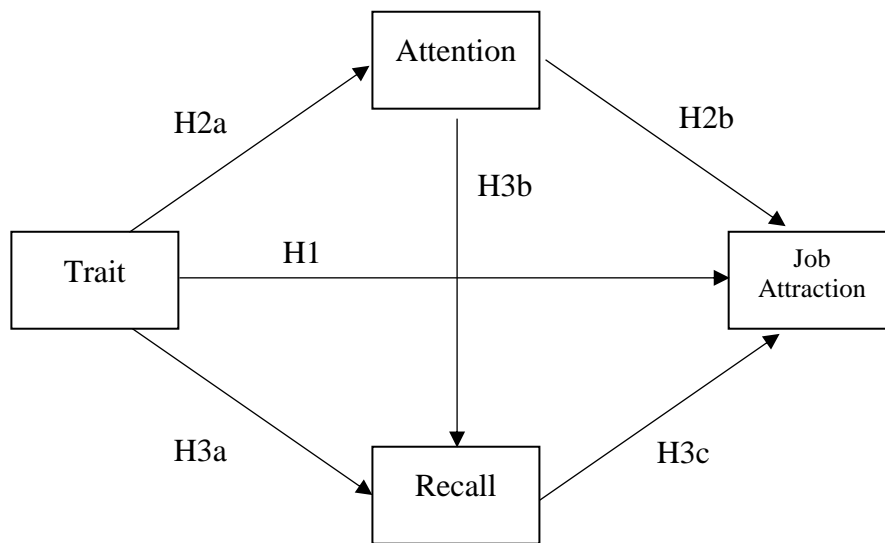 Attention
H2a
H2b
H3b
H1
Trait
Job
Attraction
H3a
H3c
Recall